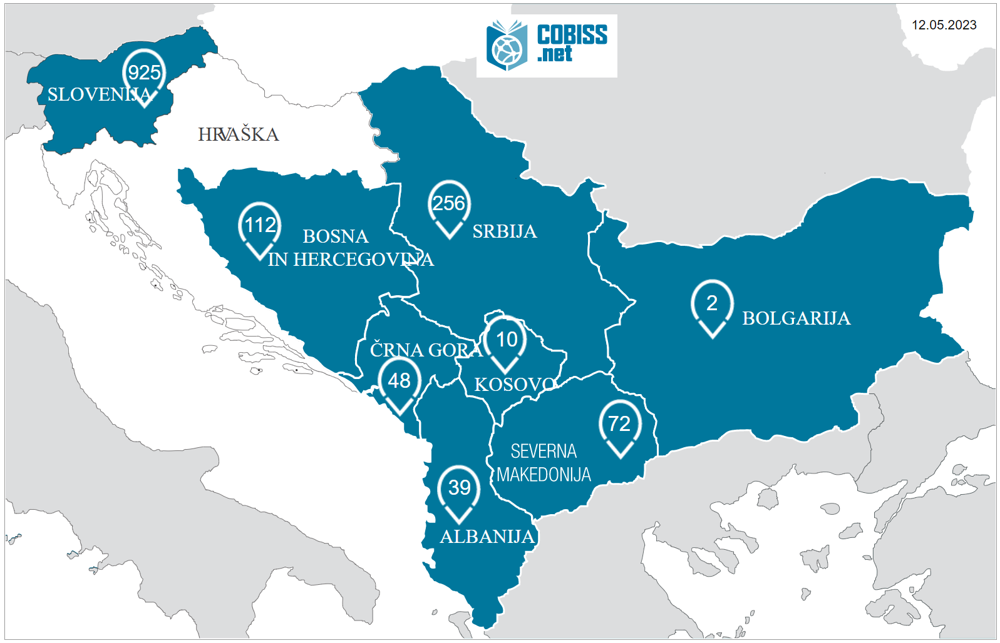 12.05.2023
COBISS
.net
925
SLOVENIJA
HRVAŠKA
256
SRBIJA
112
BOSNA
IN HERCEGOVINA
2
BOLGARIJA
10
KOSOVO
ČRNA GORA
48
72
SEVERNA
MAKEDONIJA
39
ALBANIJA